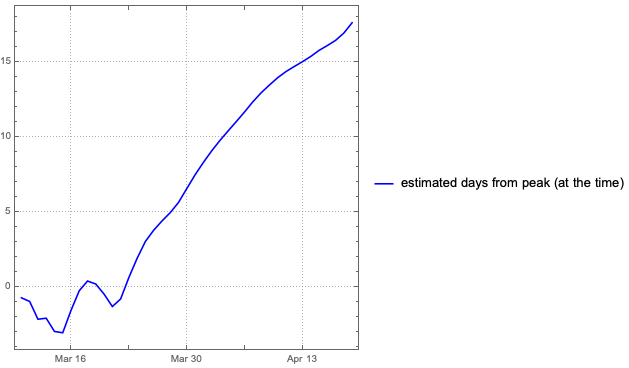 15
10
5
0
Mar 16
Mar 30
Apr 13
estimated days from peak (at the time)